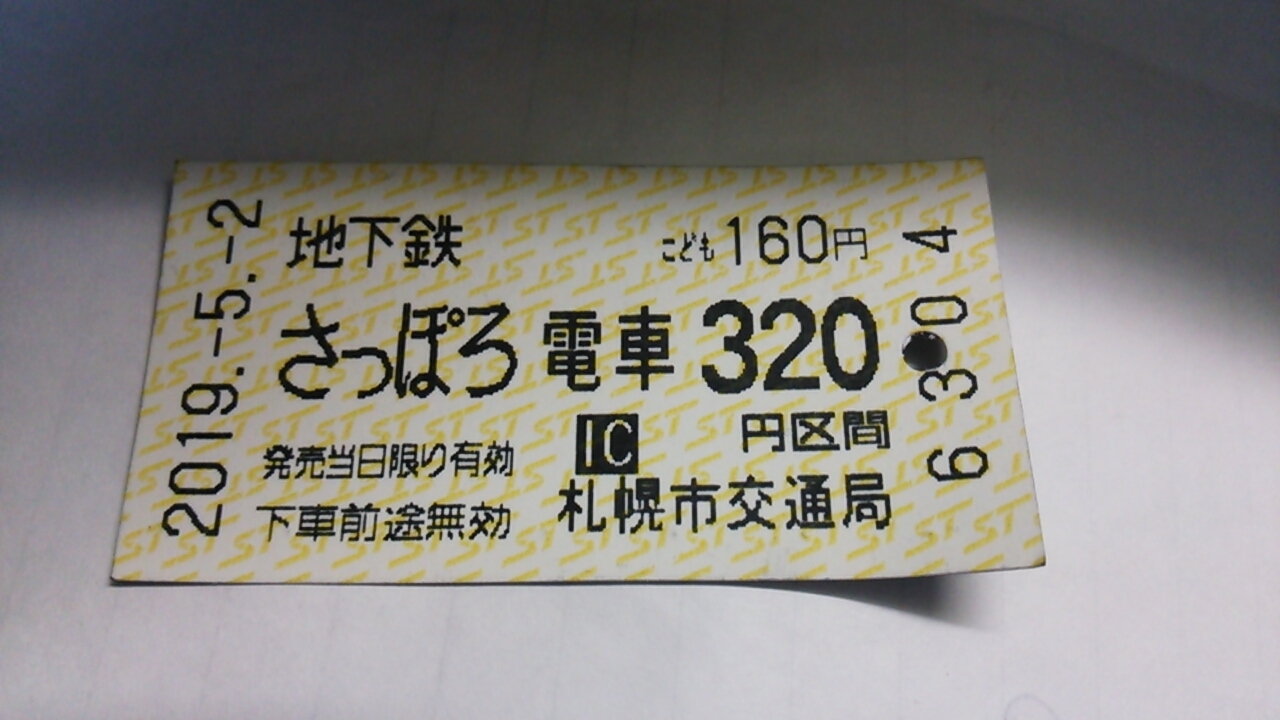 2019.-5.-2
地下鉄 こども160円
さっぽろ 電車 320
IC 円区間
発売当日限り有効
下車前途無効 札幌市交通局
6304